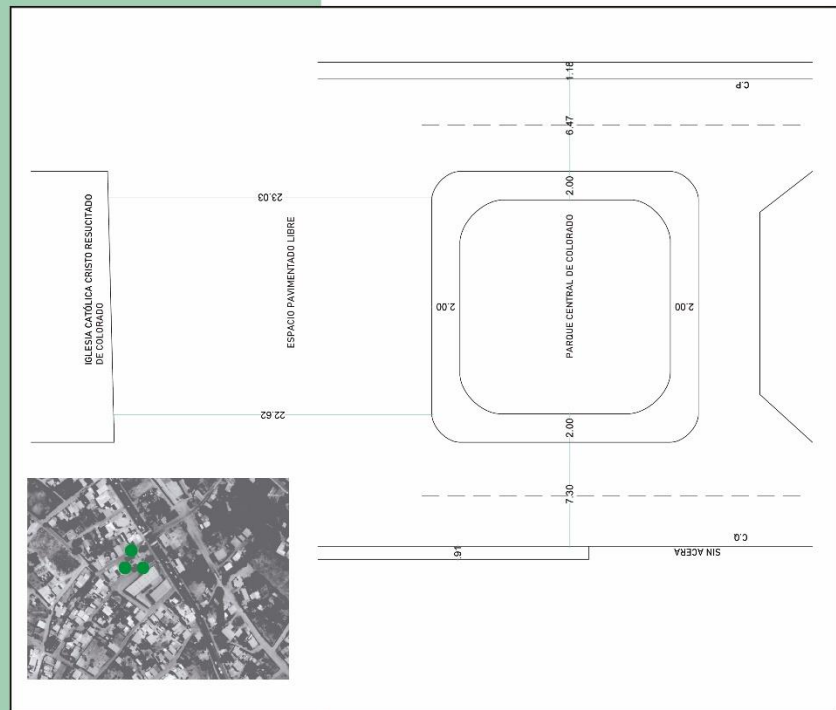 1.18
C.P
6.47
23.03
2.00
IGLESIA CATÓLICA CRISTO RESUCITADO
DE COLORADO
ESPACIO PAVIMENTADO LIBRE
2.00
PARQUE CENTRAL DE COLORADO
2.00
22.62
2.00
7.30
C.Q
.91
SIN ACERA